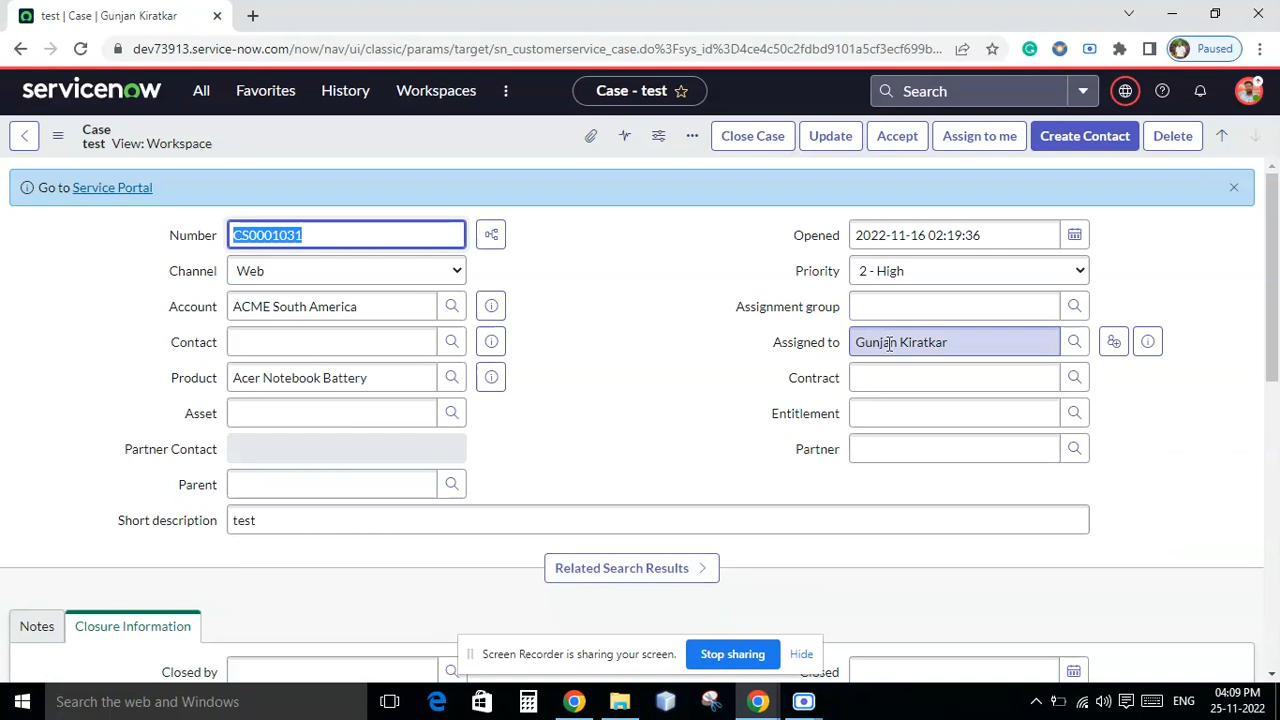 test | Case | Gunjan Kiratkar
dev73913.service-now.com/now/nav/ui/classic/params/target/sn_customerservice_case.do%3Fsys_id%3D4ce4c50c2fdbd9101a5cf3ecf699b...
Paused
servicenow All Favorites History Workspaces Case - test Search
Case
test View: Workspace
Close Case Update Accept Assign to me Create Contact Delete
Go to Service Portal
Number CS0001031 Opened 2022-11-16 02:19:36
Channel Web Priority 2 - High
Account ACME South America Assignment group
Contact Assigned to Gunjan Kiratkar
Product Acer Notebook Battery Contract
Asset Entitlement
Partner Contact Partner
Parent
Short description test
Related Search Results
Notes Closure Information
Screen Recorder is sharing your screen. Stop sharing Hide
Closed by Closed
Search the web and Windows ENG 04:09 PM
25-11-2022